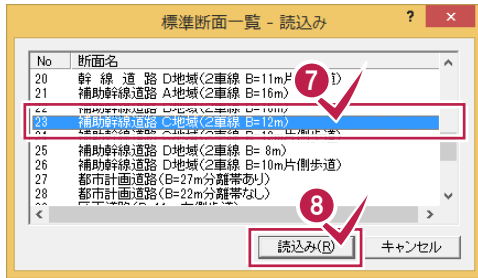 標準断面一覧 - 読込み ? ×
No 断面名
20 幹 線 道 路 D地域(2車線 B=11m片
21 補助幹線道路 A地域(2車線 B=16m)
7
23 補助幹線道路 C地域(2車線 B=12m)
25 補助幹線道路 D地域(2車線 B= 8m)
26 補助幹線道路 D地域(2車線 B=10m片側歩道)
27 都市計画道路(B=27m分離帯あり)
28 都市計画道路(B=22m分離帯なし)
8
読込み(R) キャンセル